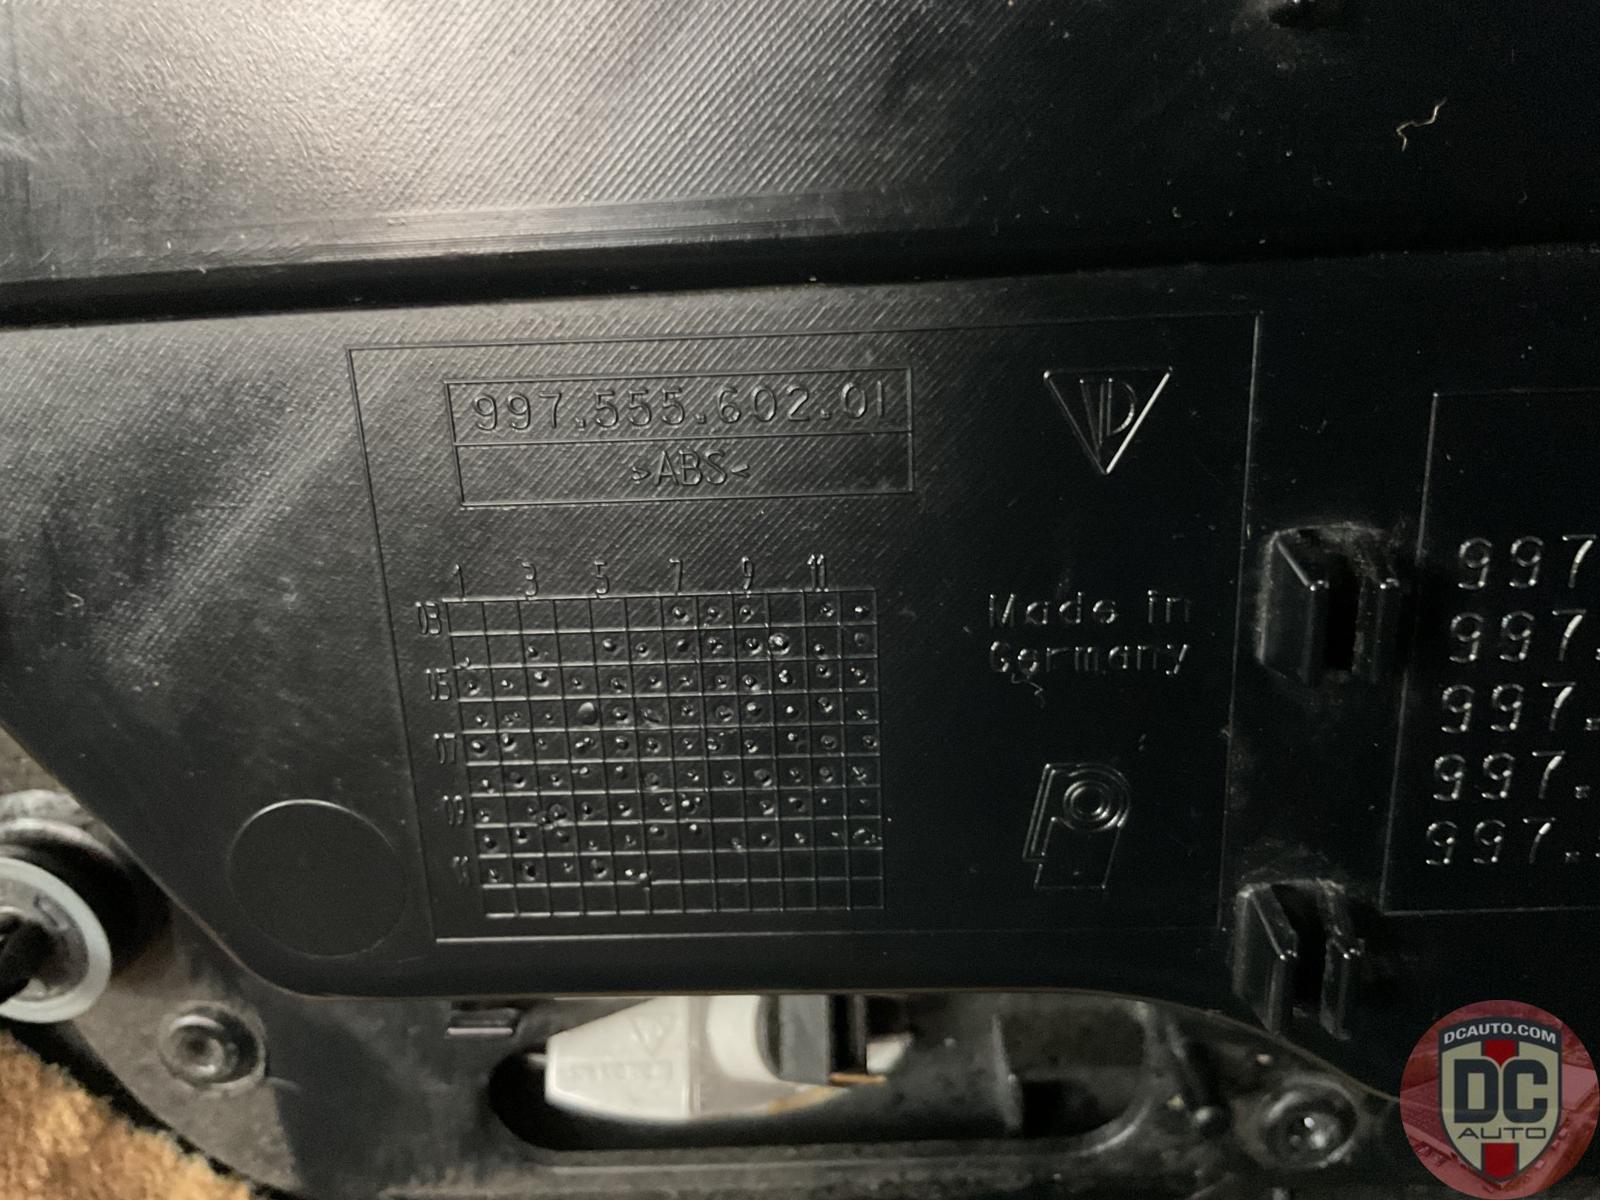 997.555.602.01
>ABS<
1 3 5 7 9 11
03
05
07
09
11
Made in
Germany
997
997.
997.
997.
997.
DCAUTO.COM
DC
AUTO